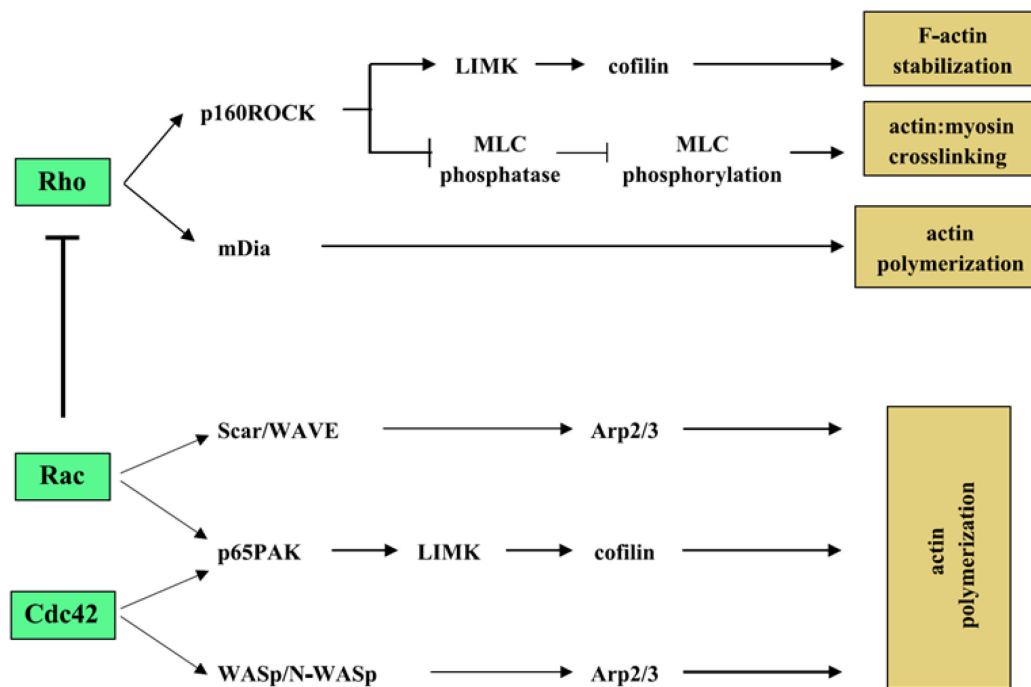 F-actin
stabilization
LIMK
cofilin
p160ROCK
actin:myosin
crosslinking
MLC
phosphatase
MLC
phosphorylation
Rho
mDia
actin
polymerization
Scar/WAVE
Arp2/3
Rac
p65PAK
LIMK
cofilin
actin
polymerization
Cdc42
WASp/N-WASp
Arp2/3